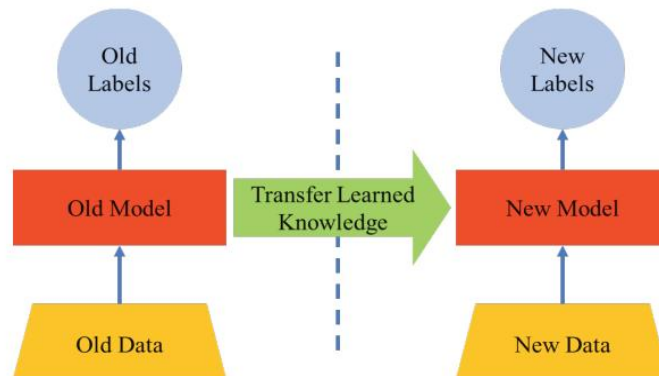 Old
Labels
New
Labels
Old Model
Transfer Learned
Knowledge
New Model
Old Data
New Data